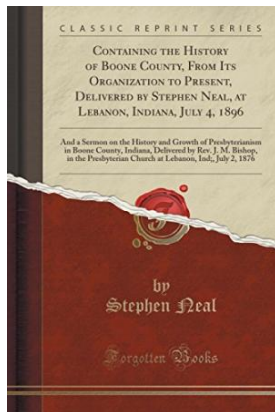 CLASSIC REPRINT SERIES
CONTAINING THE HISTORY
OF BOONE COUNTY, FROM ITS
ORGANIZATION TO PRESENT,
DELIVERED BY STEPHEN NEAL, AT
LEBANON, INDIANA, JULY 4, 1896
And a Sermon on the History and Growth of Presbyterianism
in Boone County, Indiana, Delivered by Rev. J. M. Bishop,
in the Presbyterian Church at Lebanon, Ind;, July 2, 1876
by
Stephen Neal
Forgotten Books